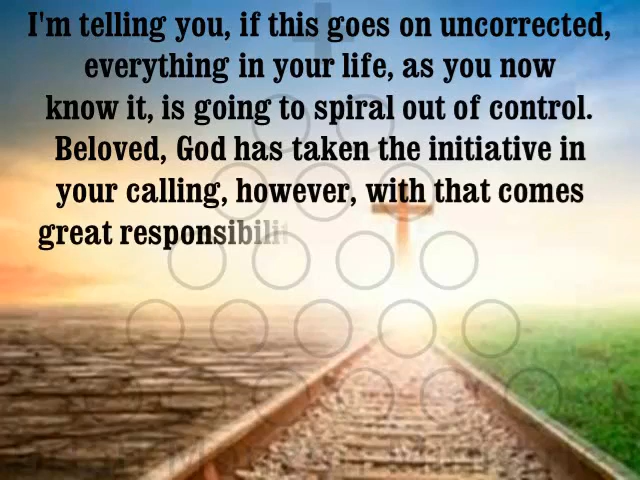 I'm telling you, if this goes on uncorrected,
everything in your life, as you now
know it, is going to spiral out of control.
Beloved, God has taken the initiative in
your calling, however, with that comes
great responsibilit